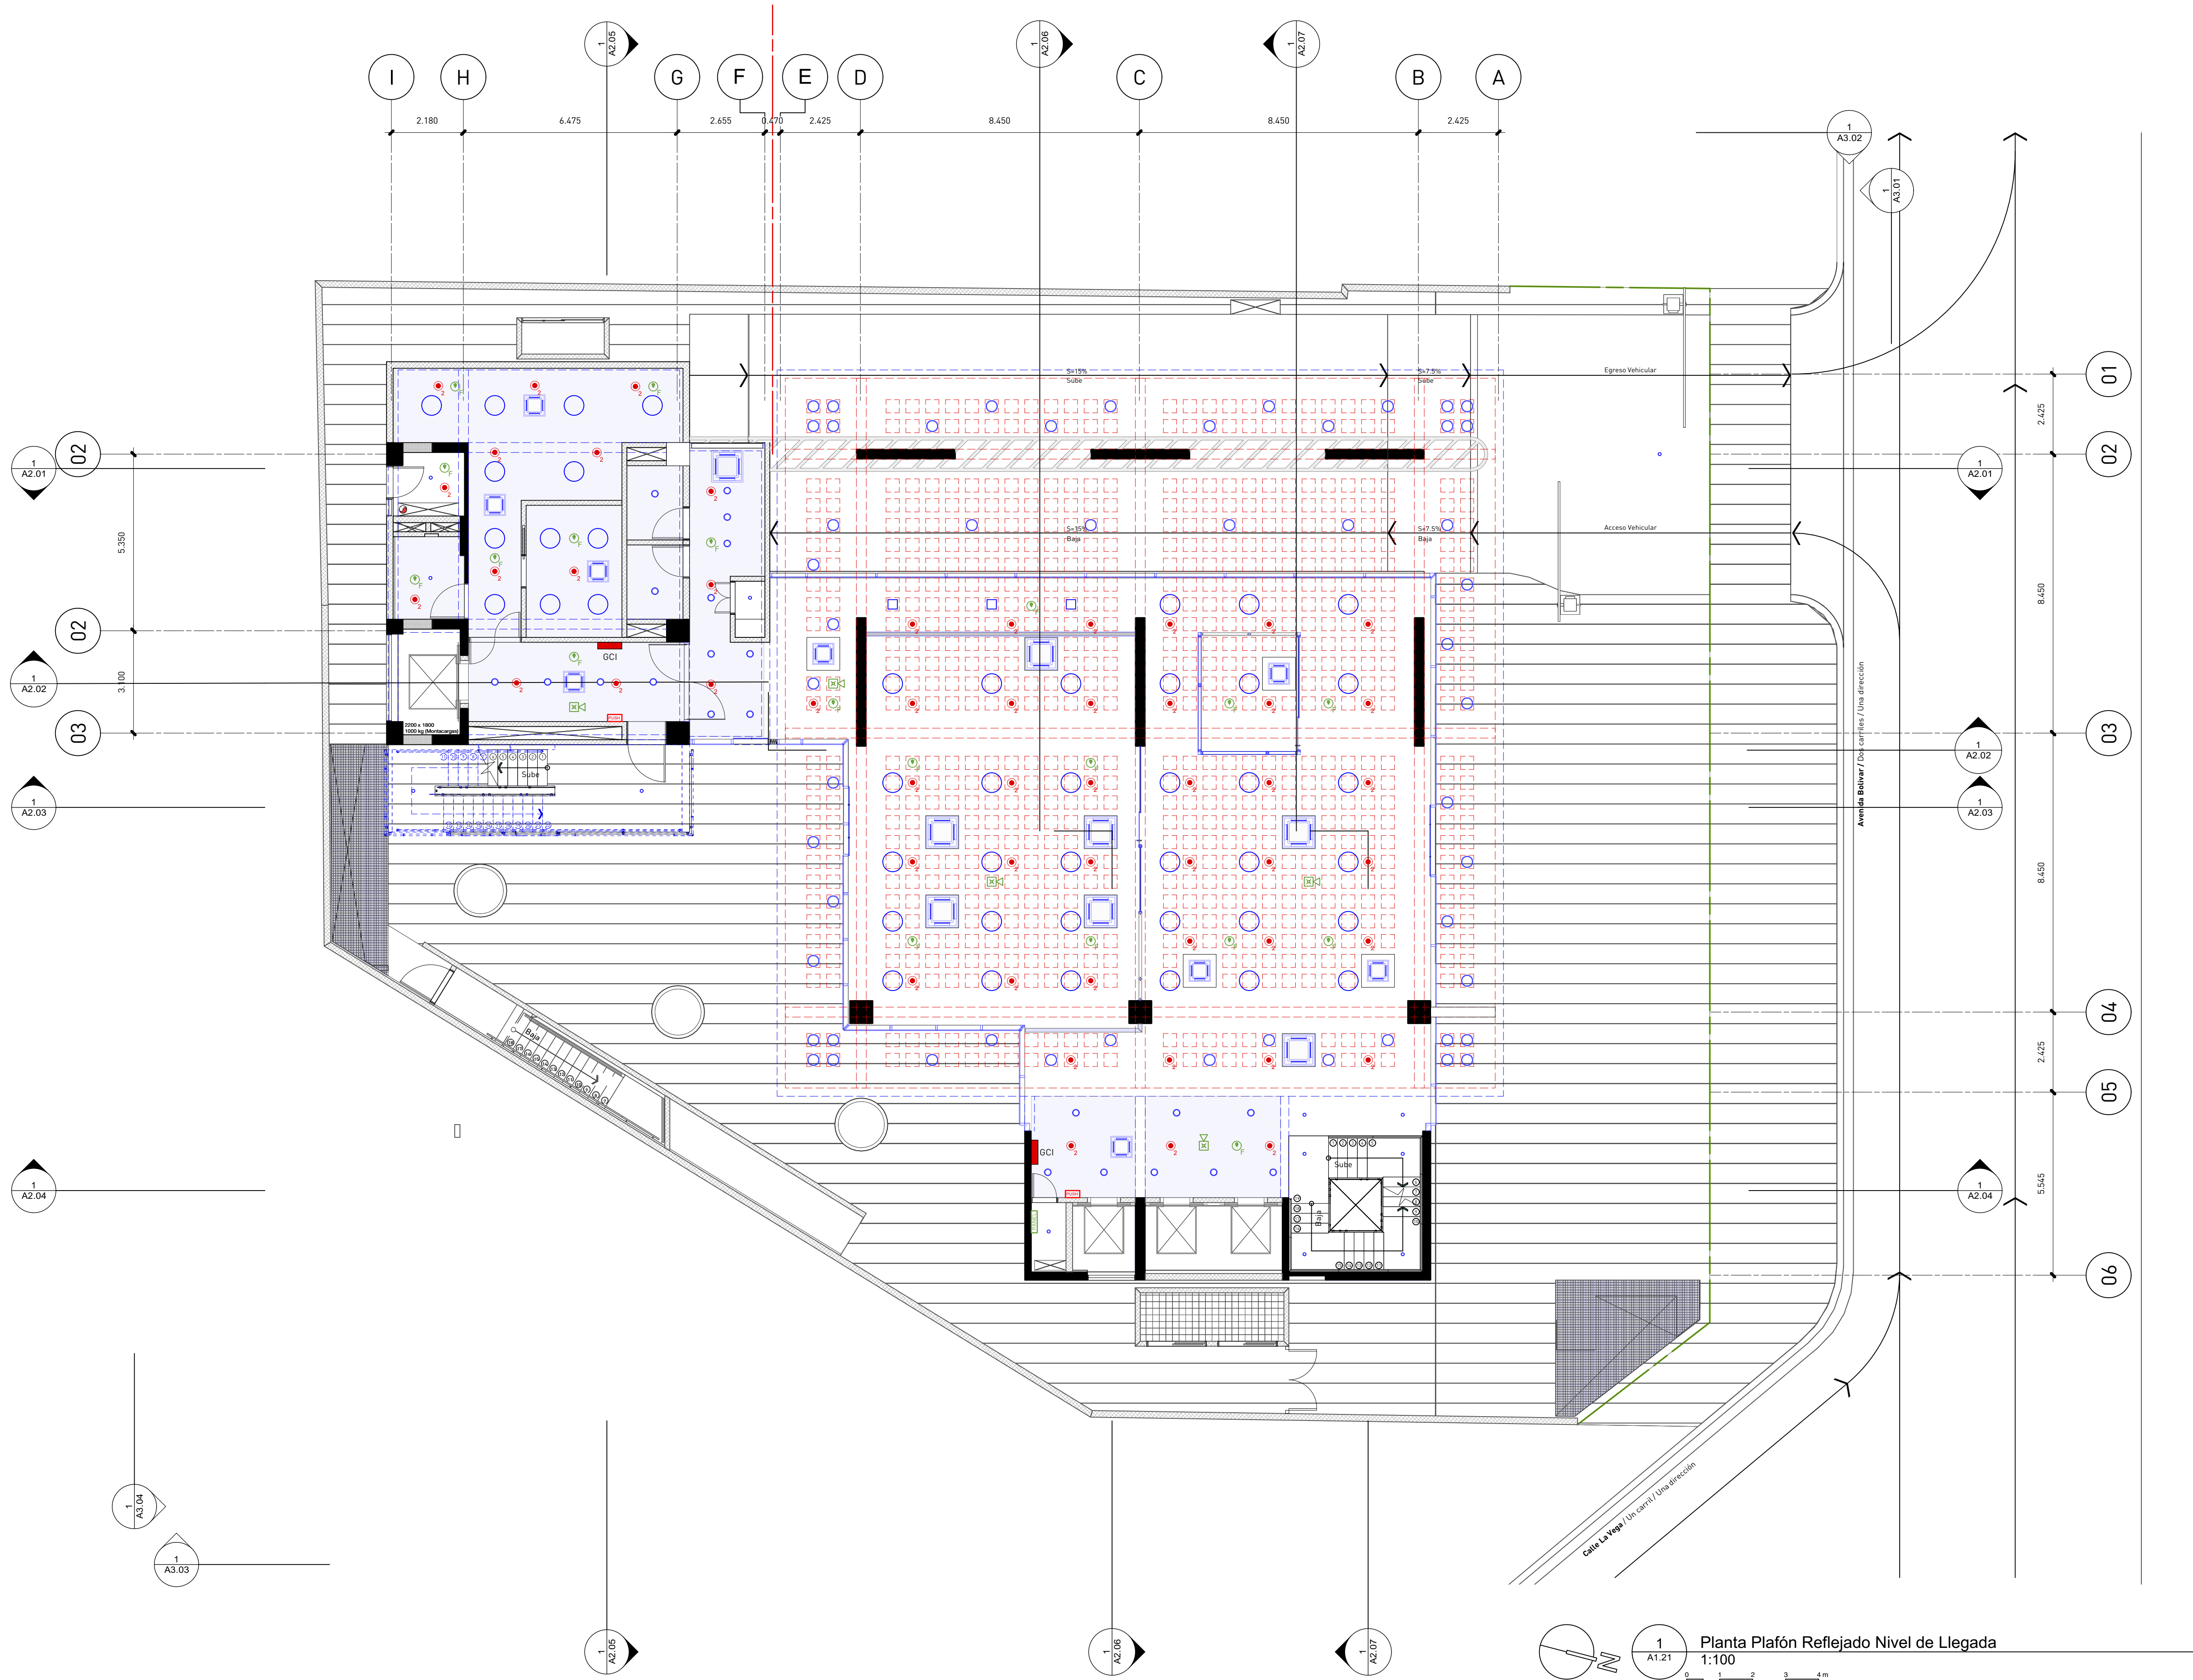 1
A2.05
1
A2.06
1
A2.07
I
H
G
F
E
D
C
B
A
2.180
6.475
2.655
0.470
2.425
8.450
8.450
2.425
1
A3.02
1
A3.01
S=15%
Sube
S=7.5%
Sube
Egreso Vehicular
01
2.425
02
1
A2.01
02
1
A2.01
S=15%
Baja
S=7.5%
Baja
Acceso Vehicular
5.350
8.450
02
GCI
1
A2.02
3.100
PUSH
2200 x 1800
1000 kg (Montacargas)
03
03
1
A2.02
Sube
1
A2.03
1
A2.03
Avenida Bolívar / Dos carriles / Una dirección
8.450
04
Baja
2.425
05
GCI
Sube
PUSH
Baja
1
A2.04
1
A2.04
5.545
06
1
A3.04
1
A3.03
Calle La Vega / Un carril / Una dirección
1
A2.05
1
A2.06
1
A2.07
N
1
A1.21
Planta Plafón Reflejado Nivel de Llegada
1:100
0 1 2 3 4 m